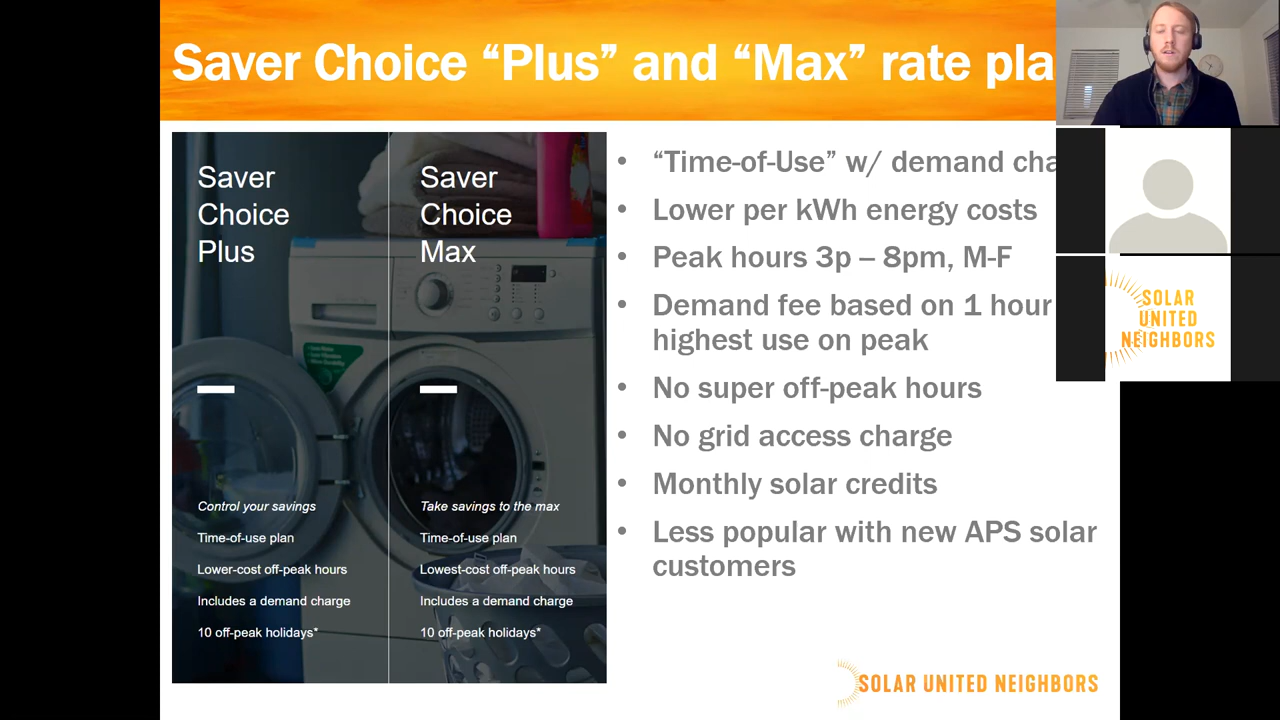 Saver Choice “Plus” and “Max” rate pla
Saver
Choice
Plus
Control your savings
Time-of-use plan
Lower-cost off-peak hours
Includes a demand charge
10 off-peak holidays*
Saver
Choice
Max
Take savings to the max
Time-of-use plan
Lowest-cost off-peak hours
Includes a demand charge
10 off-peak holidays*
• “Time-of-Use” w/ demand cha
• Lower per kWh energy costs
• Peak hours 3p – 8pm, M-F
• Demand fee based on 1 hour
highest use on peak
• No super off-peak hours
• No grid access charge
• Monthly solar credits
• Less popular with new APS solar
customers
SOLAR
UNITED
NEIGHBORS
SOLAR UNITED NEIGHBORS